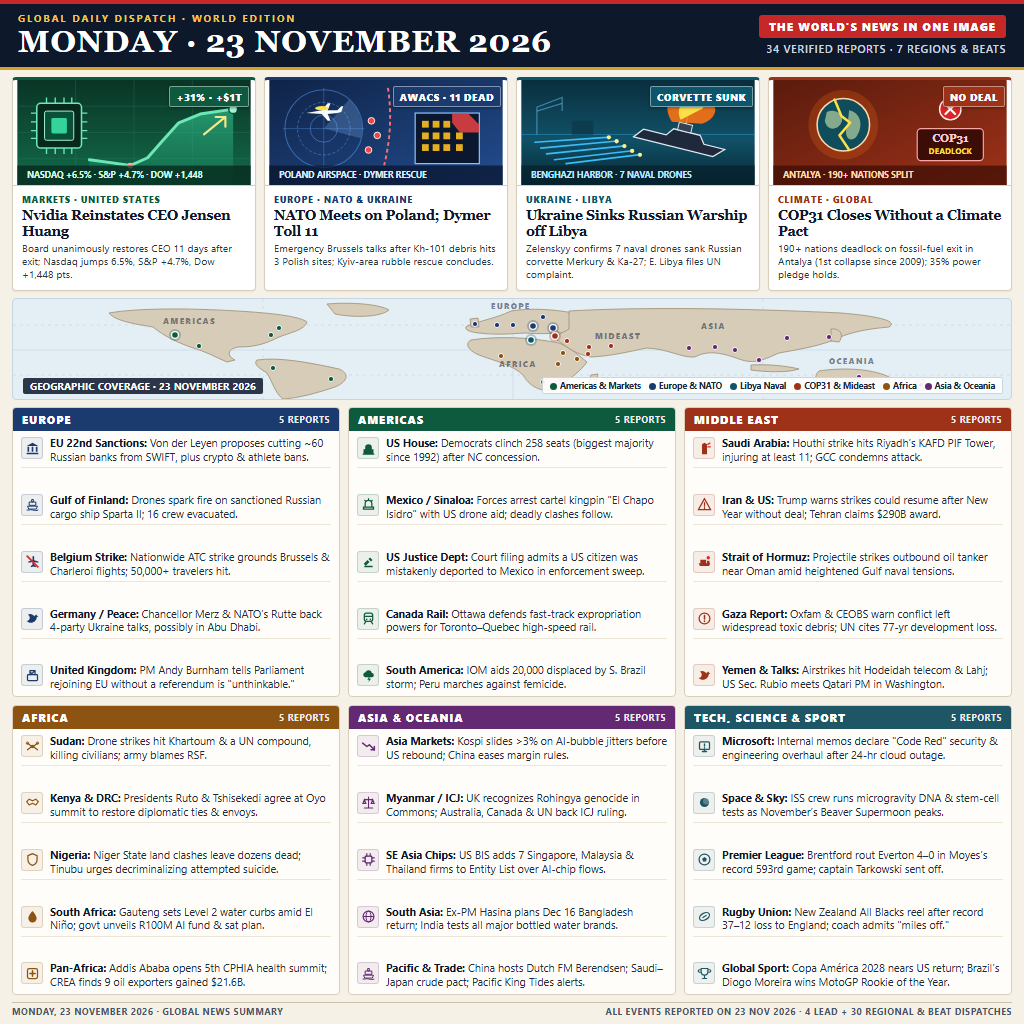 GLOBAL DAILY DISPATCH · WORLD EDITION
MONDAY · 23 NOVEMBER 2026
THE WORLD'S NEWS IN ONE IMAGE
34 VERIFIED REPORTS · 7 REGIONS & BEATS
+31% · +$1T
NASDAQ +6.5% · S&P +4.7% · DOW +1,448
MARKETS · UNITED STATES
Nvidia Reinstates CEO Jensen
Huang
Board unanimously restores CEO 11 days after
exit; Nasdaq jumps 6.5%, S&P +4.7%, Dow
+1,448 pts.
AWACS · 11 DEAD
POLAND AIRSPACE · DYMER RESCUE
EUROPE · NATO & UKRAINE
NATO Meets on Poland; Dymer
Toll 11
Emergency Brussels talks after Kh-101 debris hits
3 Polish sites; Kyiv-area rubble rescue concludes.
CORVETTE SUNK
BENGHAZI HARBOR · 7 NAVAL DRONES
UKRAINE · LIBYA
Ukraine Sinks Russian Warship
off Libya
Zelenskyy confirms 7 naval drones sank Russian
corvette Merkury & Ka-27; E. Libya files UN
complaint.
NO DEAL
COP31
DEADLOCK
ANTALYA · 190+ NATIONS SPLIT
CLIMATE · GLOBAL
COP31 Closes Without a Climate
Pact
190+ nations deadlock on fossil-fuel exit in
Antalya (1st collapse since 2009); 35% power
pledge holds.
AMERICAS
EUROPE
MIDEAST
ASIA
AFRICA
OCEANIA
GEOGRAPHIC COVERAGE · 23 NOVEMBER 2026
Americas & Markets
Europe & NATO
Libya Naval
COP31 & Mideast
Africa
Asia & Oceania
EUROPE
5 REPORTS
EU 22nd Sanctions: Von der Leyen proposes cutting ~60
Russian banks from SWIFT, plus crypto & athlete bans.
Gulf of Finland: Drones spark fire on sanctioned Russian
cargo ship Sparta II; 16 crew evacuated.
Belgium Strike: Nationwide ATC strike grounds Brussels &
Charleroi flights; 50,000+ travelers hit.
Germany / Peace: Chancellor Merz & NATO's Rutte back
4-party Ukraine talks, possibly in Abu Dhabi.
United Kingdom: PM Andy Burnham tells Parliament
rejoining EU without a referendum is "unthinkable."
AMERICAS
5 REPORTS
US House: Democrats clinch 258 seats (biggest majority
since 1992) after NC concession.
Mexico / Sinaloa: Forces arrest cartel kingpin "El Chapo
Isidro" with US drone aid; deadly clashes follow.
US Justice Dept: Court filing admits a US citizen was
mistakenly deported to Mexico in enforcement sweep.
Canada Rail: Ottawa defends fast-track expropriation
powers for Toronto–Quebec high-speed rail.
South America: IOM aids 20,000 displaced by S. Brazil
storm; Peru marches against femicide.
MIDDLE EAST
5 REPORTS
Saudi Arabia: Houthi strike hits Riyadh's KAFD PIF Tower,
injuring at least 11; GCC condemns attack.
Iran & US: Trump warns strikes could resume after New
Year without deal; Tehran claims $290B award.
Strait of Hormuz: Projectile strikes outbound oil tanker
near Oman amid heightened Gulf naval tensions.
Gaza Report: Oxfam & CEOBS warn conflict left
widespread toxic debris; UN cites 77-yr development loss.
Yemen & Talks: Airstrikes hit Hodeidah telecom & Lahj;
US Sec. Rubio meets Qatari PM in Washington.
AFRICA
5 REPORTS
Sudan: Drone strikes hit Khartoum & a UN compound,
killing civilians; army blames RSF.
Kenya & DRC: Presidents Ruto & Tshisekedi agree at Oyo
summit to restore diplomatic ties & envoys.
Nigeria: Niger State land clashes leave dozens dead;
Tinubu urges decriminalizing attempted suicide.
South Africa: Gauteng sets Level 2 water curbs amid El
Niño; govt unveils R100M AI fund & sat plan.
Pan-Africa: Addis Ababa opens 5th CPHIA health summit;
CREA finds 9 oil exporters gained $21.6B.
ASIA & OCEANIA
5 REPORTS
Asia Markets: Kospi slides >3% on AI-bubble jitters before
US rebound; China eases margin rules.
Myanmar / ICJ: UK recognizes Rohingya genocide in
Commons; Australia, Canada & UN back ICJ ruling.
SE Asia Chips: US BIS adds 7 Singapore, Malaysia &
Thailand firms to Entity List over AI-chip flows.
South Asia: Ex-PM Hasina plans Dec 16 Bangladesh
return; India tests all major bottled water brands.
Pacific & Trade: China hosts Dutch FM Berendsen; Saudi–
Japan crude pact; Pacific King Tides alerts.
TECH, SCIENCE & SPORT
5 REPORTS
Microsoft: Internal memos declare "Code Red" security &
engineering overhaul after 24-hr cloud outage.
Space & Sky: ISS crew runs microgravity DNA & stem-cell
tests as November's Beaver Supermoon peaks.
Premier League: Brentford rout Everton 4–0 in Moyes's
record 593rd game; captain Tarkowski sent off.
Rugby Union: New Zealand All Blacks reel after record
37–12 loss to England; coach admits "miles off."
Global Sport: Copa América 2028 nears US return; Brazil's
Diogo Moreira wins MotoGP Rookie of the Year.
MONDAY, 23 NOVEMBER 2026 · GLOBAL NEWS SUMMARY
ALL EVENTS REPORTED ON 23 NOV 2026 · 4 LEAD + 30 REGIONAL & BEAT DISPATCHES